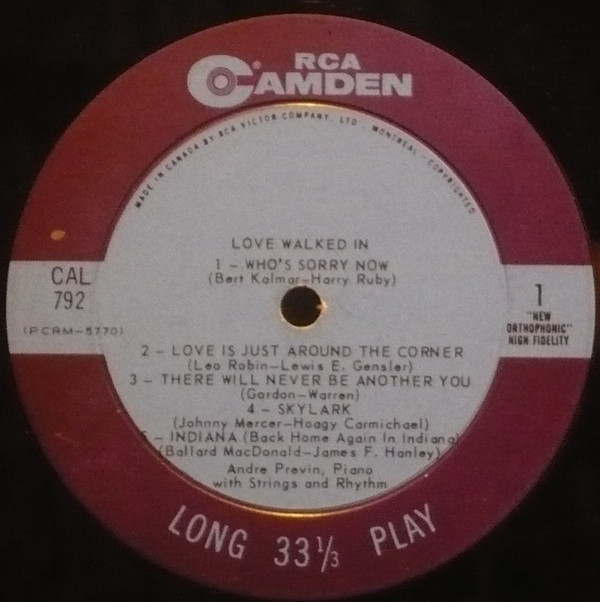 RCA
CAMDEN
MADE IN CANADA BY RCA VICTOR COMPANY, LTD - MONTREAL - COPYRIGHTED
LOVE WALKED IN
1 - WHO'S SORRY NOW
(Bert Kalmar-Harry Ruby)
CAL
792
(PCRM-5770)
1
"NEW
ORTHOPHONIC"
HIGH FIDELITY
2 - LOVE IS JUST AROUND THE CORNER
(Leo Robin-Lewis E. Gensler)
3 - THERE WILL NEVER BE ANOTHER YOU
(Gordon-Warren)
4 - SKYLARK
(Johnny Mercer-Hoagy Carmichael)
5 - INDIANA (Back Home Again In Indiana)
(Ballard MacDonald-James F. Hanley)
Andre Previn, Piano
with Strings and Rhythm
LONG 33⅓ PLAY